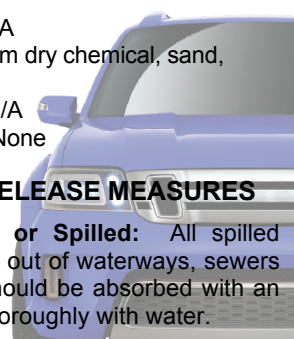 A
m dry chemical, sand,
/A
None
ELEASE MEASURES
or Spilled: All spilled
out of waterways, sewers
hould be absorbed with an
oroughly with water.